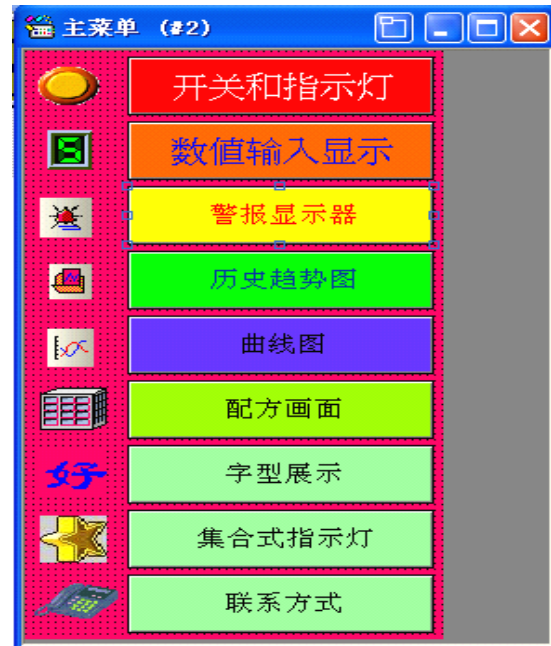 主菜单 (#2)
开关和指示灯
数值输入显示
警报显示器
历史趋势图
曲线图
配方画面
好
字型展示
集合式指示灯
联系方式